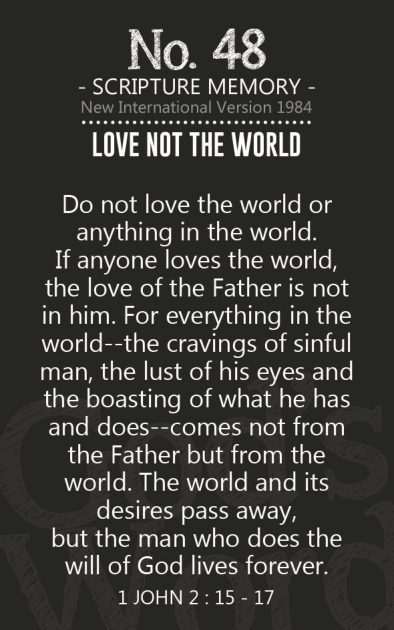 No. 48
- SCRIPTURE MEMORY -
New International Version 1984
LOVE NOT THE WORLD
Do not love the world or
anything in the world.
If anyone loves the world,
the love of the Father is not
in him. For everything in the
world--the cravings of sinful
man, the lust of his eyes and
the boasting of what he has
and does--comes not from
the Father but from the
world. The world and its
desires pass away,
but the man who does the
will of God lives forever.
1 JOHN 2 : 15 - 17
God's
Word